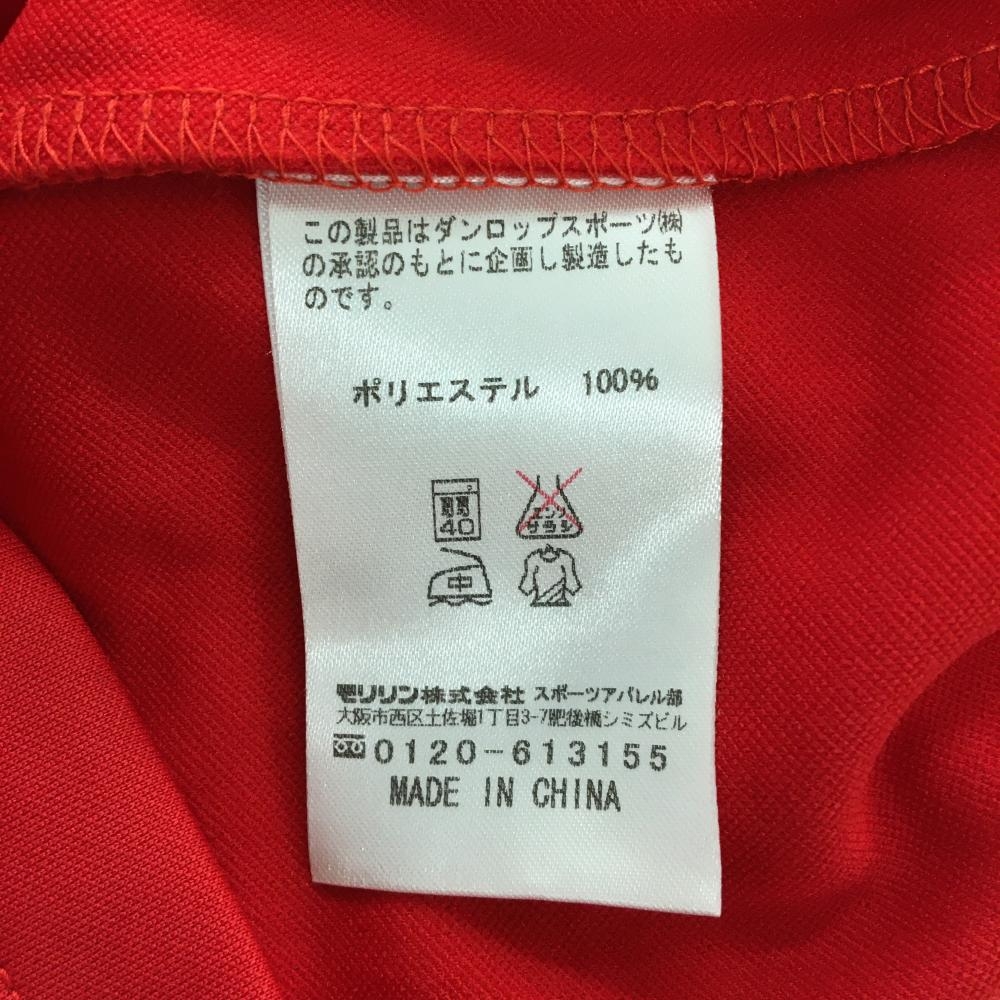 この製品はダンロップスポーツ㈱
の承認のもとに企画し製造したも
のです。
ポリエステル 100%
弱 40
エンソ
サラシ
中
モリリン株式会社 スポーツアパレル部
大阪市西区土佐堀1丁目3-7肥後橋シミズビル
0120-613155
MADE IN CHINA